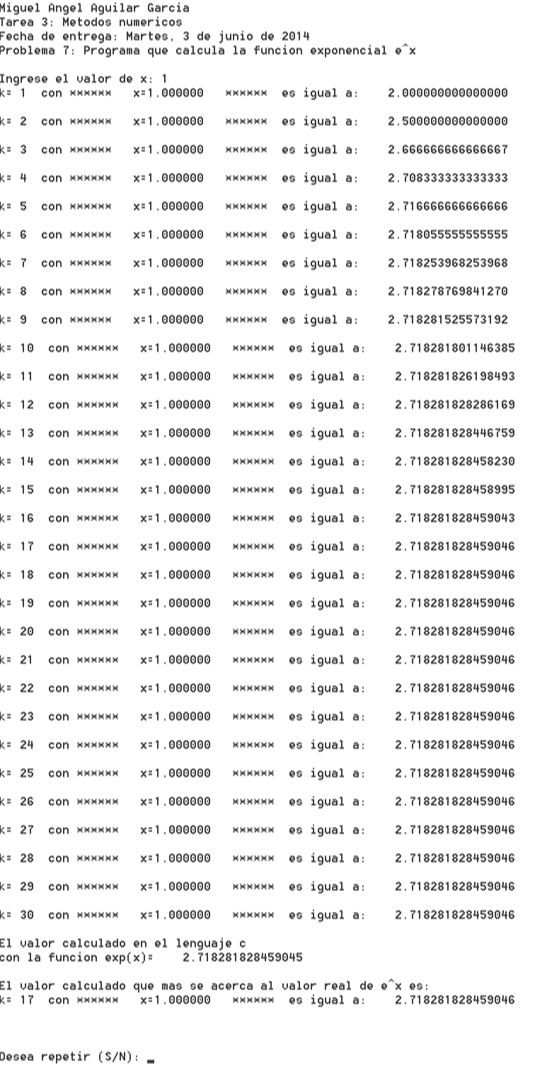 Miguel Angel Aguilar Garcia
Tarea 3: Metodos numericos
Fecha de entrega: Martes, 3 de junio de 2014
Problema 7: Programa que calcula la funcion exponencial e^x
Ingrese el valor de x: 1
k= 1 con ****** x=1.000000 ****** es igual a: 2.000000000000000
k= 2 con ****** x=1.000000 ****** es igual a: 2.500000000000000
k= 3 con ****** x=1.000000 ****** es igual a: 2.666666666666667
k= 4 con ****** x=1.000000 ****** es igual a: 2.708333333333333
k= 5 con ****** x=1.000000 ****** es igual a: 2.716666666666666
k= 6 con ****** x=1.000000 ****** es igual a: 2.718055555555555
k= 7 con ****** x=1.000000 ****** es igual a: 2.718253968253968
k= 8 con ****** x=1.000000 ****** es igual a: 2.718278769841270
k= 9 con ****** x=1.000000 ****** es igual a: 2.718281525573192
k= 10 con ****** x=1.000000 ****** es igual a: 2.718281801146385
k= 11 con ****** x=1.000000 ****** es igual a: 2.718281826198493
k= 12 con ****** x=1.000000 ****** es igual a: 2.718281828286169
k= 13 con ****** x=1.000000 ****** es igual a: 2.718281828446759
k= 14 con ****** x=1.000000 ****** es igual a: 2.718281828458230
k= 15 con ****** x=1.000000 ****** es igual a: 2.718281828458995
k= 16 con ****** x=1.000000 ****** es igual a: 2.718281828459043
k= 17 con ****** x=1.000000 ****** es igual a: 2.718281828459046
k= 18 con ****** x=1.000000 ****** es igual a: 2.718281828459046
k= 19 con ****** x=1.000000 ****** es igual a: 2.718281828459046
k= 20 con ****** x=1.000000 ****** es igual a: 2.718281828459046
k= 21 con ****** x=1.000000 ****** es igual a: 2.718281828459046
k= 22 con ****** x=1.000000 ****** es igual a: 2.718281828459046
k= 23 con ****** x=1.000000 ****** es igual a: 2.718281828459046
k= 24 con ****** x=1.000000 ****** es igual a: 2.718281828459046
k= 25 con ****** x=1.000000 ****** es igual a: 2.718281828459046
k= 26 con ****** x=1.000000 ****** es igual a: 2.718281828459046
k= 27 con ****** x=1.000000 ****** es igual a: 2.718281828459046
k= 28 con ****** x=1.000000 ****** es igual a: 2.718281828459046
k= 29 con ****** x=1.000000 ****** es igual a: 2.718281828459046
k= 30 con ****** x=1.000000 ****** es igual a: 2.718281828459046
El valor calculado en el lenguaje c
con la funcion exp(x)= 2.718281828459045
El valor calculado que mas se acerca al valor real de e^x es:
k= 17 con ****** x=1.000000 ****** es igual a: 2.718281828459046
Desea repetir (S/N): _